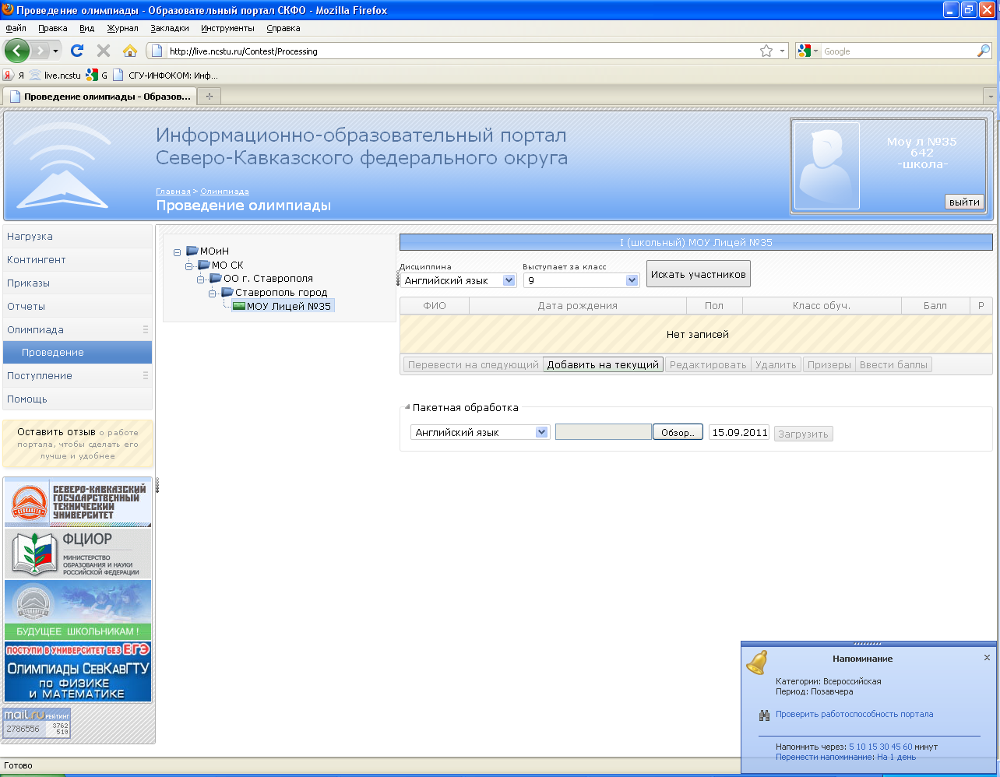 Проведение олимпиады - Образовательный портал СКФО - Mozilla Firefox
Файл Правка Вид Журнал Закладки Инструменты Справка
http://live.ncstu.ru/Contest/Processing
Google
Я live.ncstu G СГУ-ИНФОКОМ: Инф...
Проведение олимпиады - Образов...
Информационно-образовательный портал
Северо-Кавказского федерального округа
Главная > Олимпиада
Проведение олимпиады
Моу л №35
642
-школа-
выйти
Нагрузка
Контингент
Приказы
Отчеты
Олимпиада
Проведение
Поступление
Помощь
Оставить отзыв о работе
портала, чтобы сделать его
лучше и удобнее
СЕВЕРО-КАВКАЗСКИЙ
ГОСУДАРСТВЕННЫЙ
ТЕХНИЧЕСКИЙ
УНИВЕРСИТЕТ
ФЦИОР
МИНИСТЕРСТВО
ОБРАЗОВАНИЯ И НАУКИ
РОССИЙСКОЙ ФЕДЕРАЦИИ
БУДУЩЕЕ ШКОЛЬНИКАМ !
ПОСТУПИ В УНИВЕРСИТЕТ БЕЗ ЕГЭ
ОЛИМПИАДЫ СЕВКАВГТУ
ПО ФИЗИКЕ
И МАТЕМАТИКЕ
mail.ru РЕЙТИНГ
2786556 3762
519
МОиН
МО СК
ОО г. Ставрополя
Ставрополь город
МОУ Лицей №35
I (школьный) МОУ Лицей №35
Дисциплина Выступает за класс
Английский язык 9 Искать участников
ФИО Дата рождения Пол Класс обуч. Балл Р
Нет записей
Перевести на следующий Добавить на текущий Редактировать Удалить Призеры Ввести баллы
Пакетная обработка
Английский язык Обзор... 15.09.2011 Загрузить
Напоминание
Категории: Всероссийская
Период: Позавчера
Проверить работоспособность портала
Напомнить через: 5 10 15 30 45 60 минут
Перенести напоминание: На 1 день
Готово